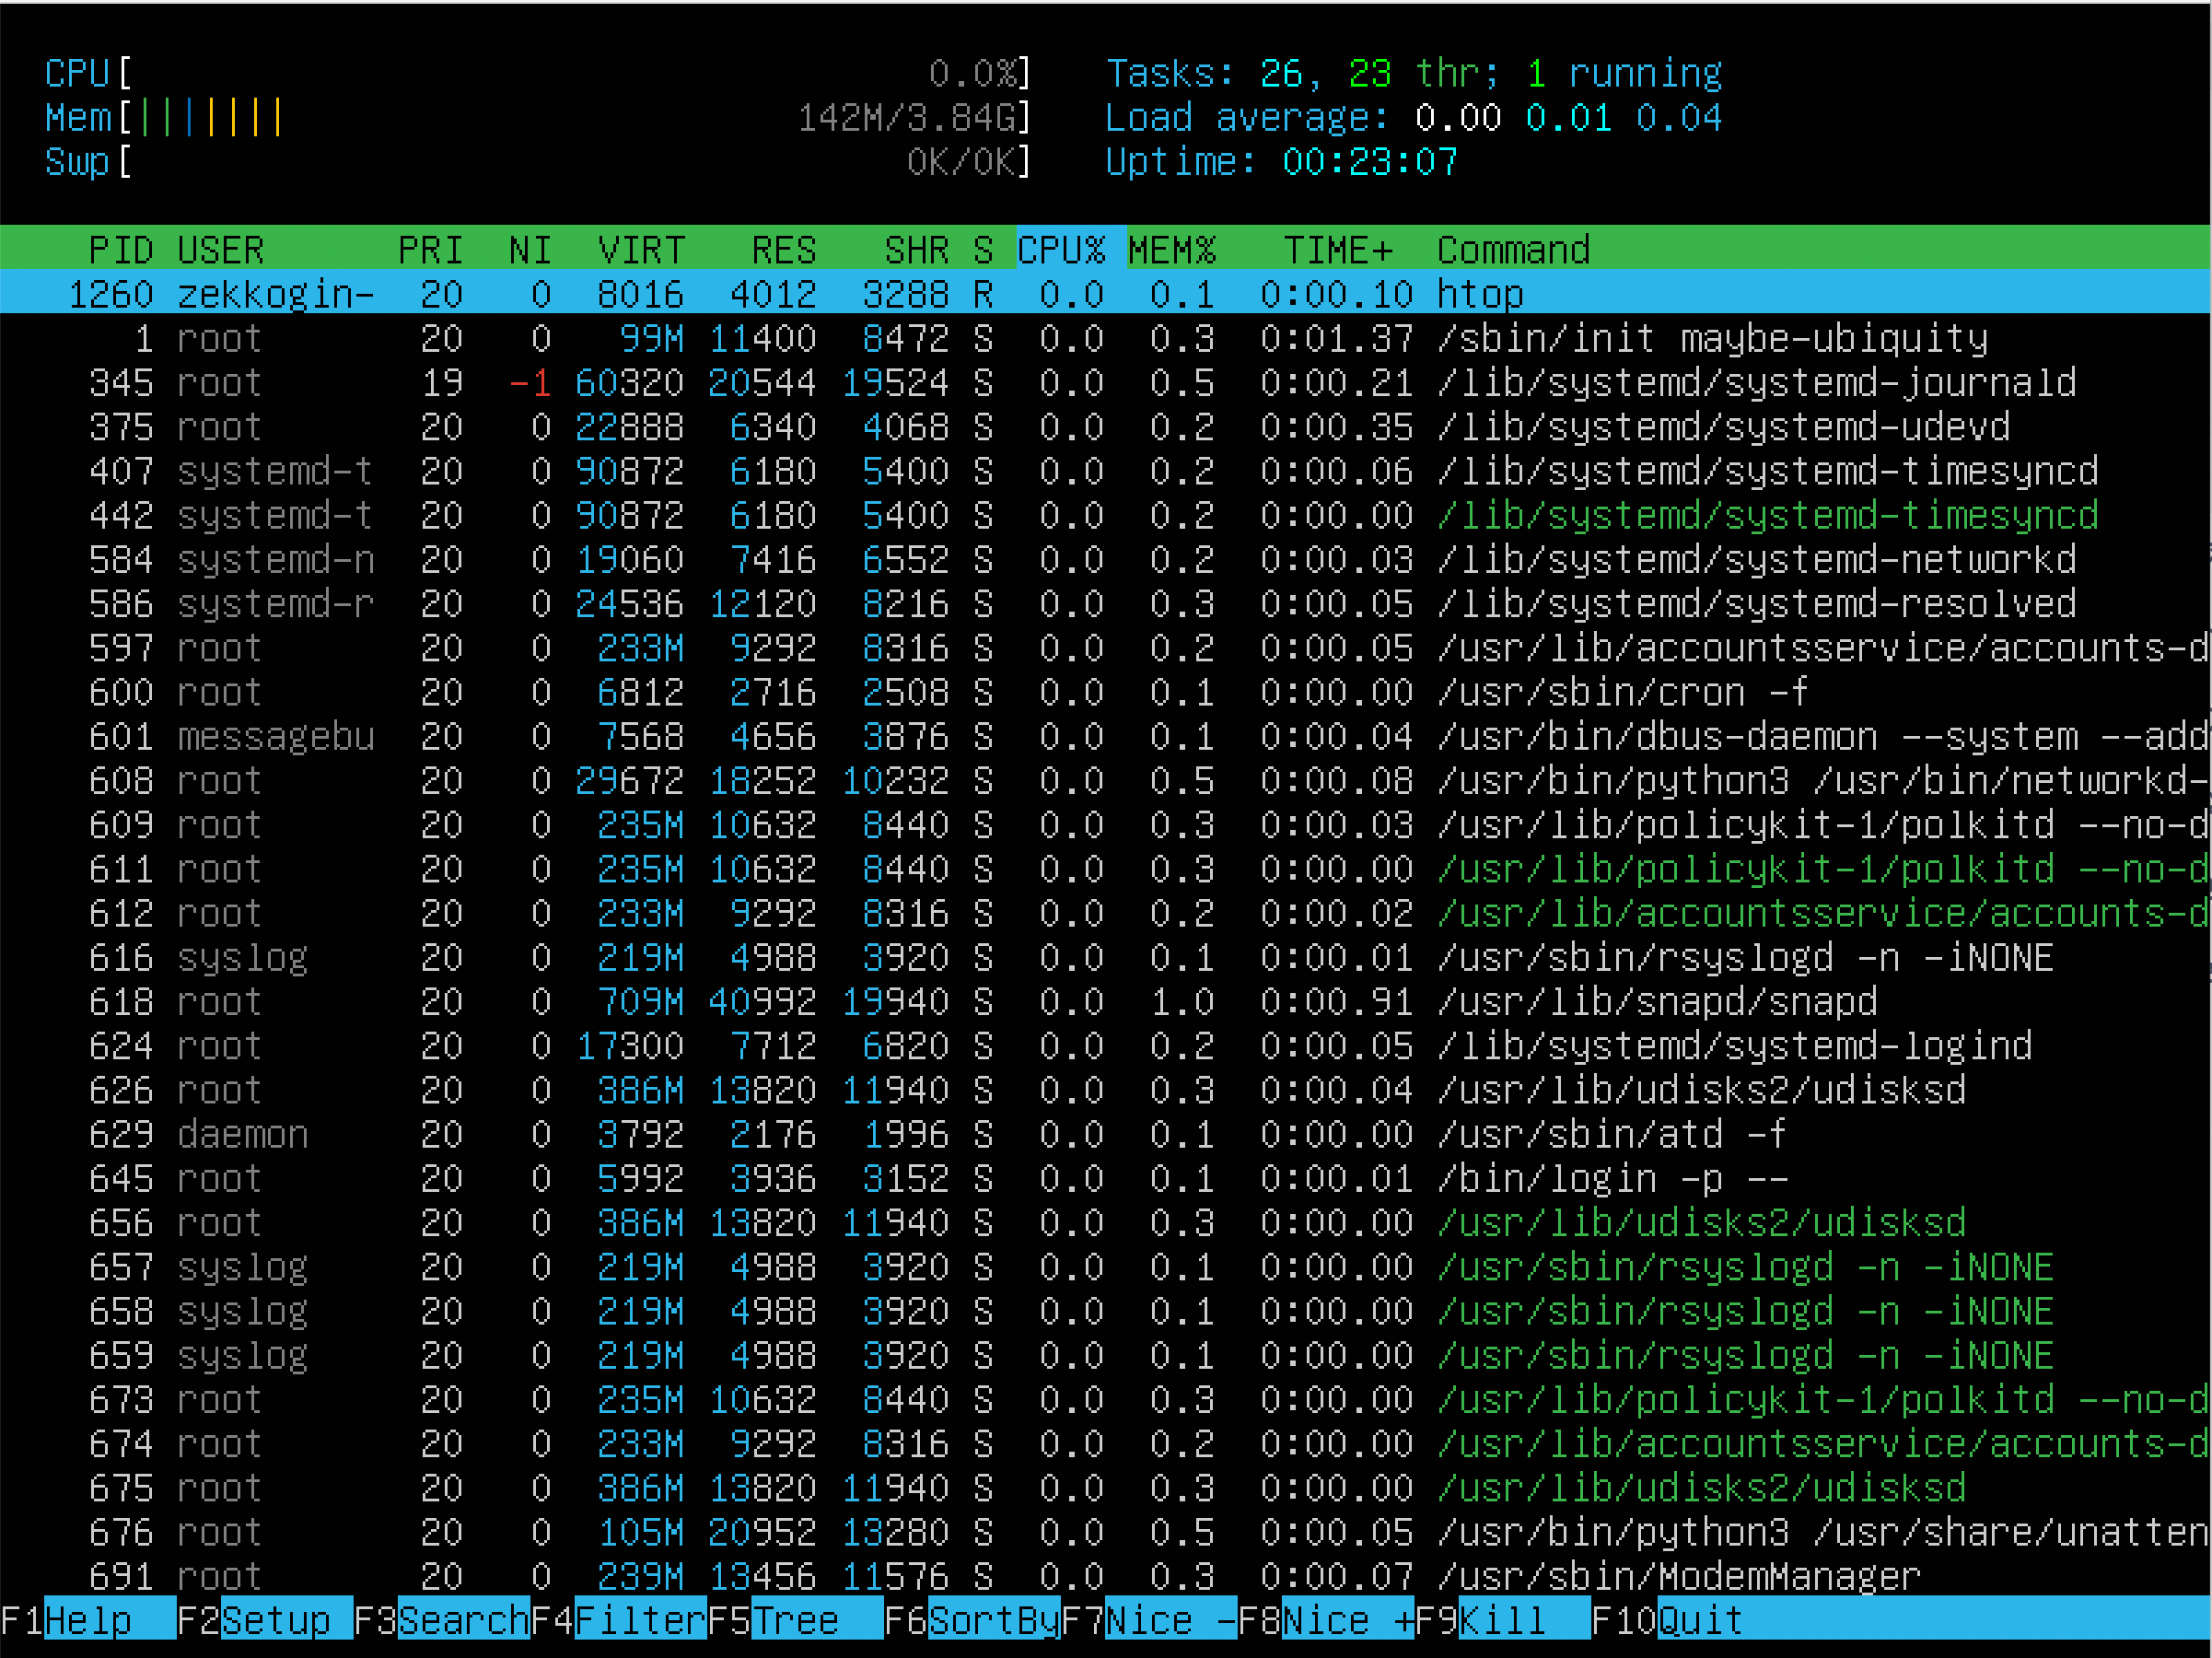 CPU[ 0.0%] Tasks: 26, 23 thr; 1 running
Mem[||||||| 142M/3.84G] Load average: 0.00 0.01 0.04
Swp[ 0K/0K] Uptime: 00:23:07
PID USER PRI NI VIRT RES SHR S CPU% MEM% TIME+ Command
1260 zekkogin- 20 0 8016 4012 3288 R 0.0 0.1 0:00.10 htop
1 root 20 0 99M 11400 8472 S 0.0 0.3 0:01.37 /sbin/init maybe-ubiquity
345 root 19 -1 60320 20544 19524 S 0.0 0.5 0:00.21 /lib/systemd/systemd-journald
375 root 20 0 22888 6340 4068 S 0.0 0.2 0:00.35 /lib/systemd/systemd-udevd
407 systemd-t 20 0 90872 6180 5400 S 0.0 0.2 0:00.06 /lib/systemd/systemd-timesyncd
442 systemd-t 20 0 90872 6180 5400 S 0.0 0.2 0:00.00 /lib/systemd/systemd-timesyncd
584 systemd-n 20 0 19060 7416 6552 S 0.0 0.2 0:00.03 /lib/systemd/systemd-networkd
586 systemd-r 20 0 24536 12120 8216 S 0.0 0.3 0:00.05 /lib/systemd/systemd-resolved
597 root 20 0 233M 9292 8316 S 0.0 0.2 0:00.05 /usr/lib/accountsservice/accounts-d
600 root 20 0 6812 2716 2508 S 0.0 0.1 0:00.00 /usr/sbin/cron -f
601 messagebu 20 0 7568 4656 3876 S 0.0 0.1 0:00.04 /usr/bin/dbus-daemon --system --add
608 root 20 0 29672 18252 10232 S 0.0 0.5 0:00.08 /usr/bin/python3 /usr/bin/networkd-
609 root 20 0 235M 10632 8440 S 0.0 0.3 0:00.03 /usr/lib/policykit-1/polkitd --no-d
611 root 20 0 235M 10632 8440 S 0.0 0.3 0:00.00 /usr/lib/policykit-1/polkitd --no-d
612 root 20 0 233M 9292 8316 S 0.0 0.2 0:00.02 /usr/lib/accountsservice/accounts-d
616 syslog 20 0 219M 4988 3920 S 0.0 0.1 0:00.01 /usr/sbin/rsyslogd -n -iNONE
618 root 20 0 709M 40992 19940 S 0.0 1.0 0:00.91 /usr/lib/snapd/snapd
624 root 20 0 17300 7712 6820 S 0.0 0.2 0:00.05 /lib/systemd/systemd-logind
626 root 20 0 386M 13820 11940 S 0.0 0.3 0:00.04 /usr/lib/udisks2/udisksd
629 daemon 20 0 3792 2176 1996 S 0.0 0.1 0:00.00 /usr/sbin/atd -f
645 root 20 0 5992 3936 3152 S 0.0 0.1 0:00.01 /bin/login -p --
656 root 20 0 386M 13820 11940 S 0.0 0.3 0:00.00 /usr/lib/udisks2/udisksd
657 syslog 20 0 219M 4988 3920 S 0.0 0.1 0:00.00 /usr/sbin/rsyslogd -n -iNONE
658 syslog 20 0 219M 4988 3920 S 0.0 0.1 0:00.00 /usr/sbin/rsyslogd -n -iNONE
659 syslog 20 0 219M 4988 3920 S 0.0 0.1 0:00.00 /usr/sbin/rsyslogd -n -iNONE
673 root 20 0 235M 10632 8440 S 0.0 0.3 0:00.00 /usr/lib/policykit-1/polkitd --no-d
674 root 20 0 233M 9292 8316 S 0.0 0.2 0:00.00 /usr/lib/accountsservice/accounts-d
675 root 20 0 386M 13820 11940 S 0.0 0.3 0:00.00 /usr/lib/udisks2/udisksd
676 root 20 0 105M 20952 13280 S 0.0 0.5 0:00.05 /usr/bin/python3 /usr/share/unatten
691 root 20 0 239M 13456 11576 S 0.0 0.3 0:00.07 /usr/sbin/ModemManager
F1Help F2Setup F3SearchF4FilterF5Tree F6SortByF7Nice -F8Nice +F9Kill F10Quit